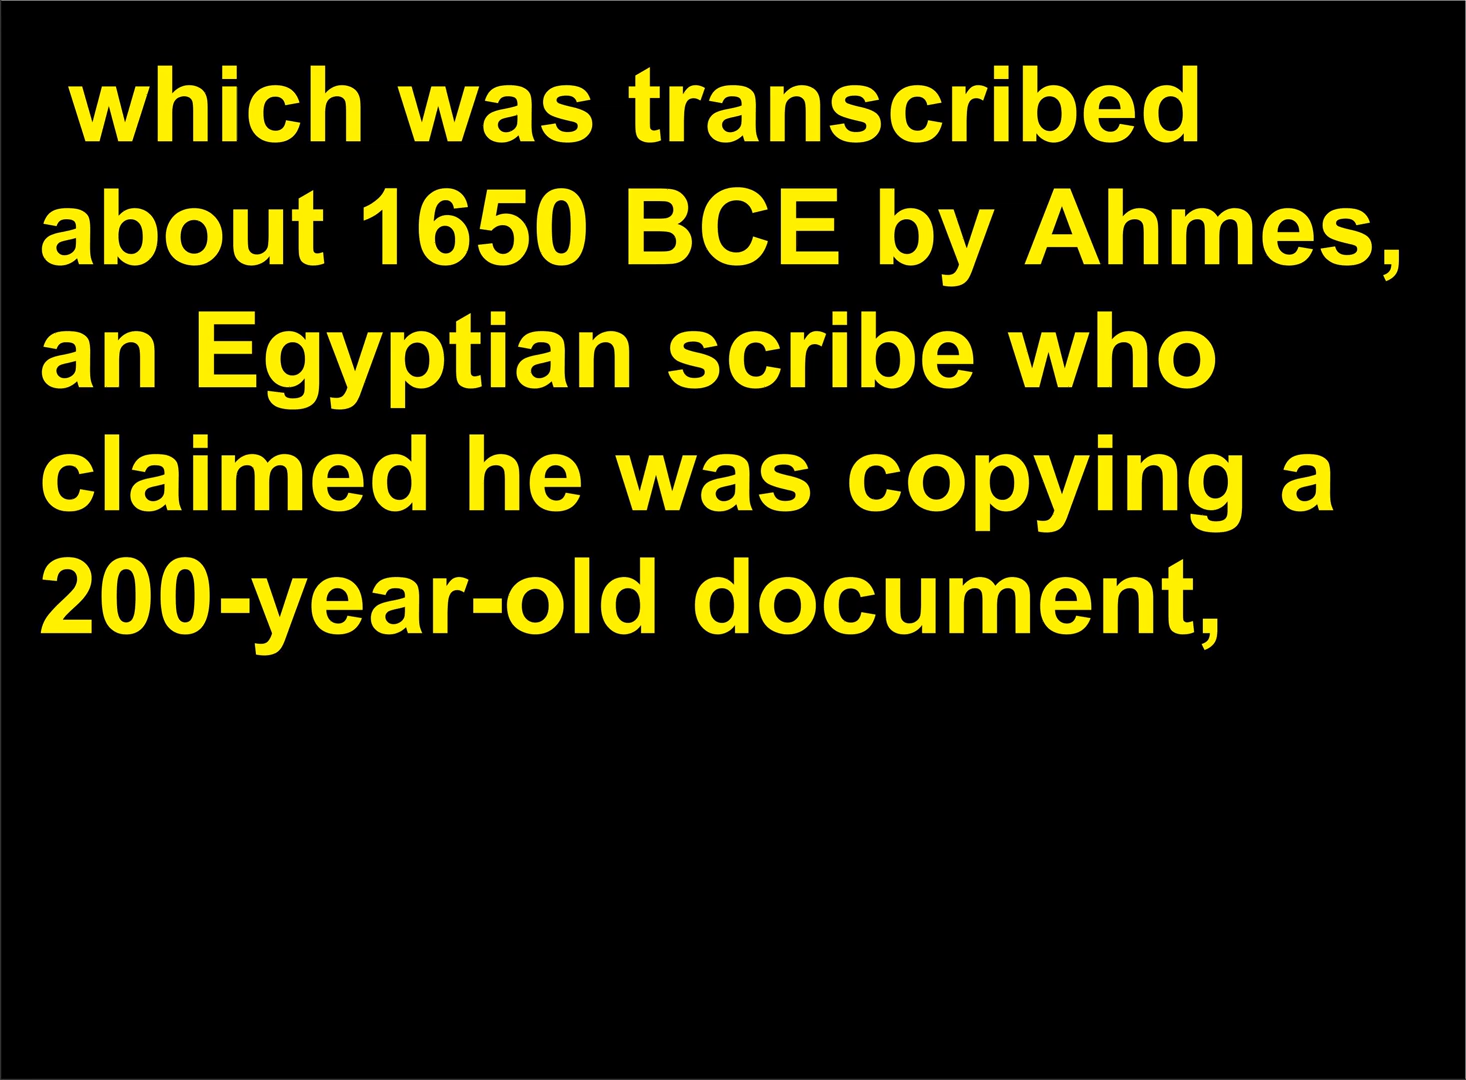 which was transcribed
about 1650 BCE by Ahmes,
an Egyptian scribe who
claimed he was copying a
200-year-old document,